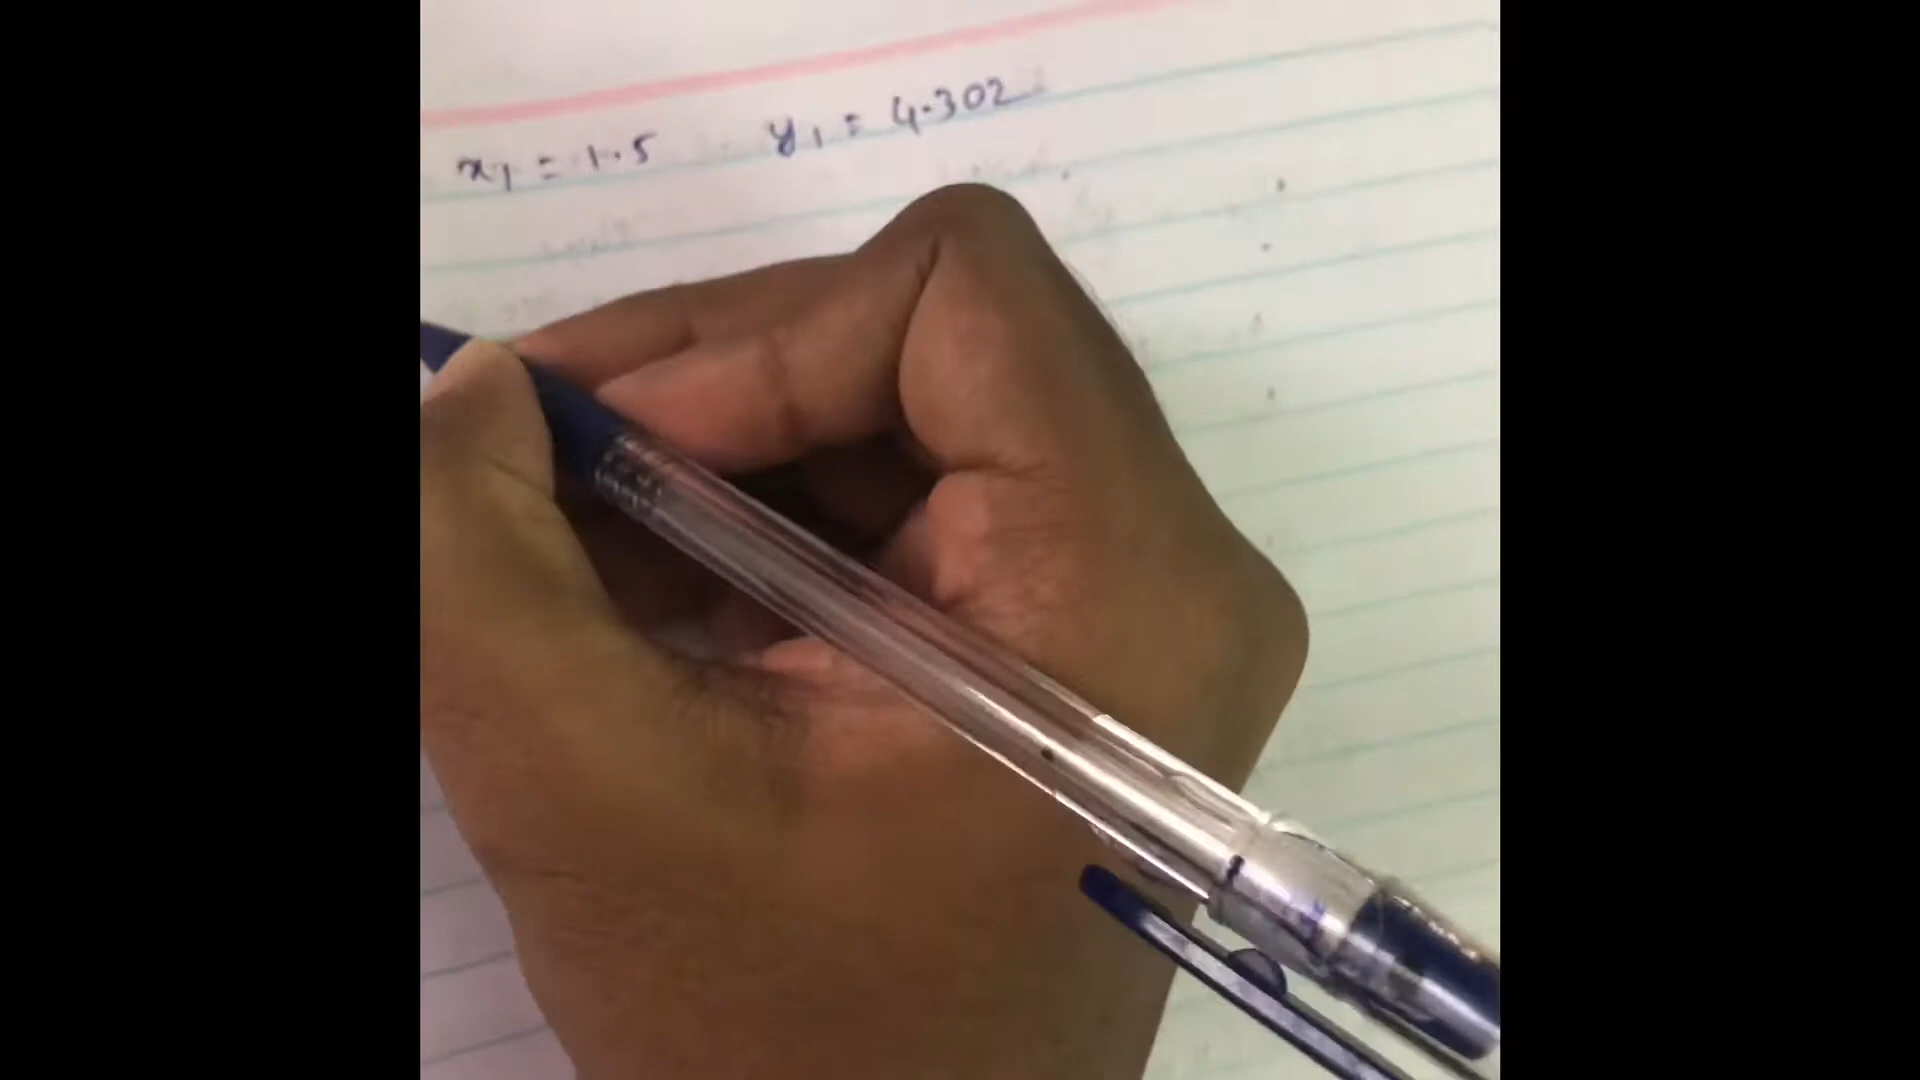 x1 = 1.5 y1 = 4.302